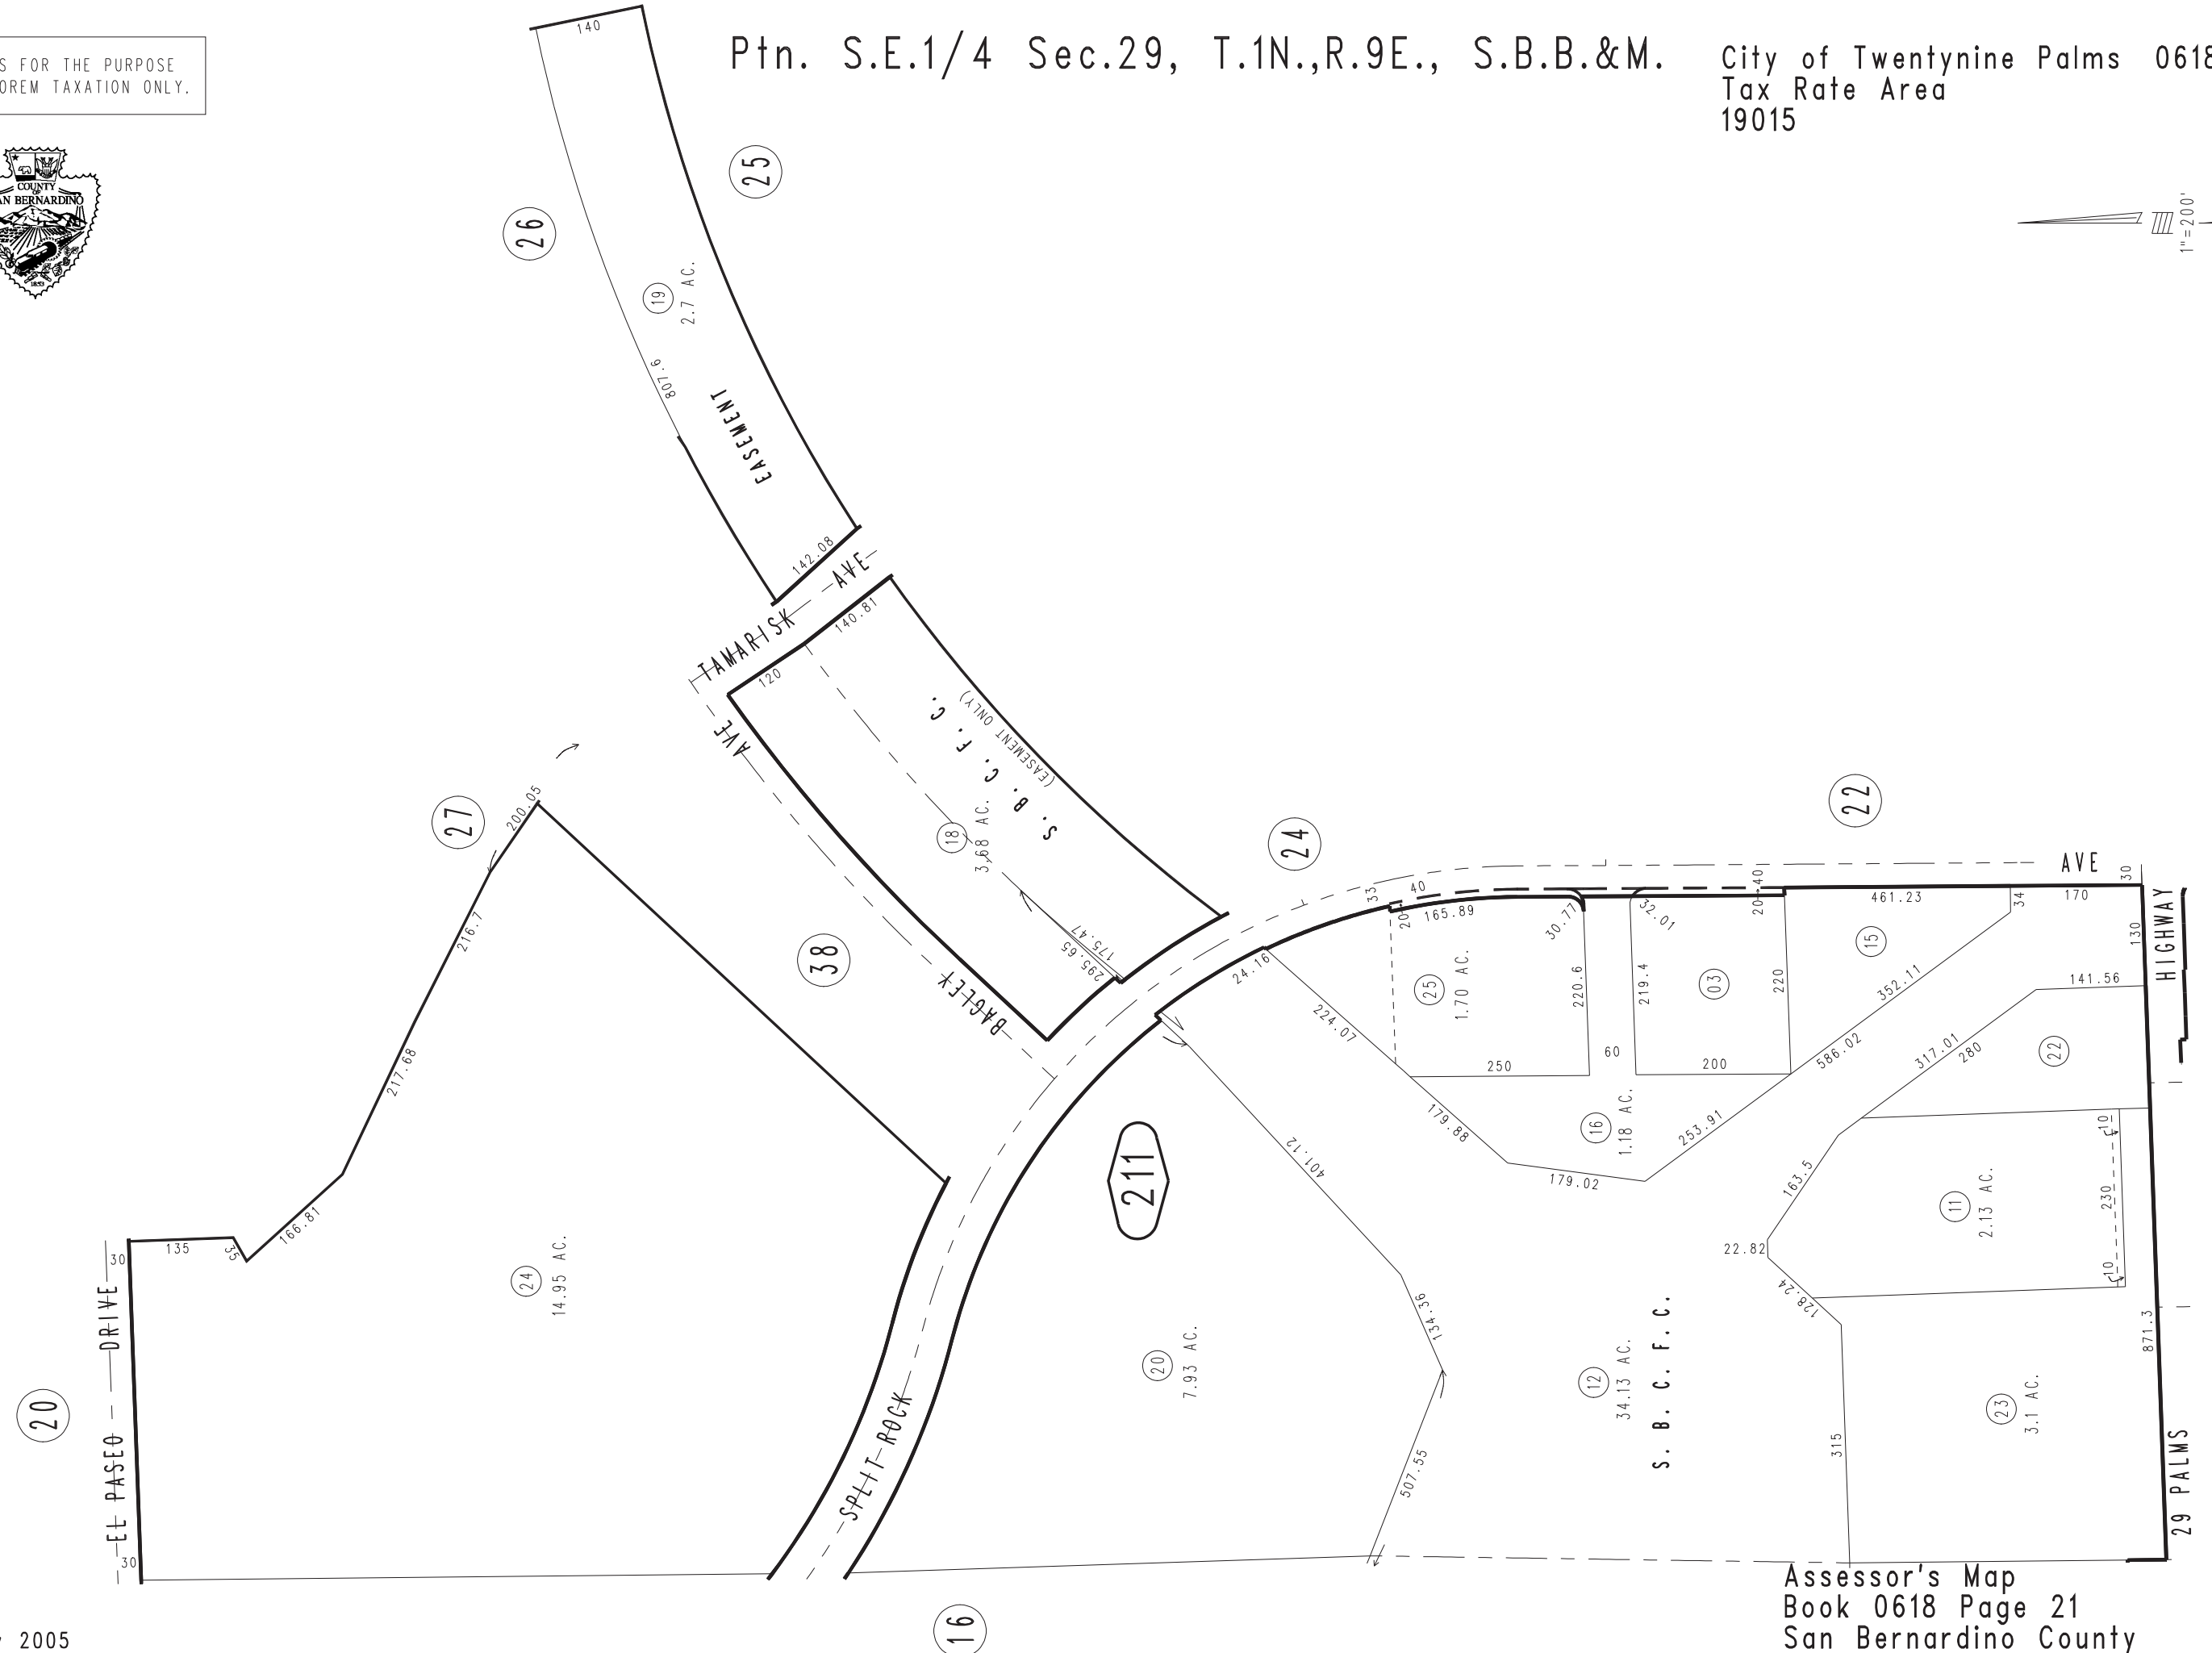 S FOR THE PURPOSE
OREM TAXATION ONLY.
COUNTY
OF
AN BERNARDINO
1853
Ptn. S.E.1/4 Sec.29, T.1N.,R.9E., S.B.B.&M.
City of Twentynine Palms 0618
Tax Rate Area
19015
1"=200'
140
25
26
19
2.7 AC.
807.6
EASEMENT
142.08
TAMARISK AVE
140.81
120
BAGLEY AVE
S. B. C. F. C.
(EASEMENT ONLY)
18
3.68 AC.
175.47
295.65
27
200.05
216.7
217.68
166.81
35
135
30
38
24
22
AVE
30
33
40
20
165.89
30.77
32.01
20
40
461.23
34
170
130
HIGHWAY
24.16
224.07
25
1.70 AC.
220.6
219.4
03
220
15
352.11
141.56
250
60
200
586.02
317.01
280
22
179.88
16
1.18 AC.
253.91
179.02
401.12
211
163.5
22.82
128.24
11
2.13 AC.
10
230
10
871.3
24
14.95 AC.
EL PASEO DRIVE
30
20
SPLIT ROCK
20
7.93 AC.
134.36
507.55
12
34.13 AC.
S. B. C. F. C.
315
23
3.1 AC.
29 PALMS
16
2005
Assessor's Map
Book 0618 Page 21
San Bernardino County